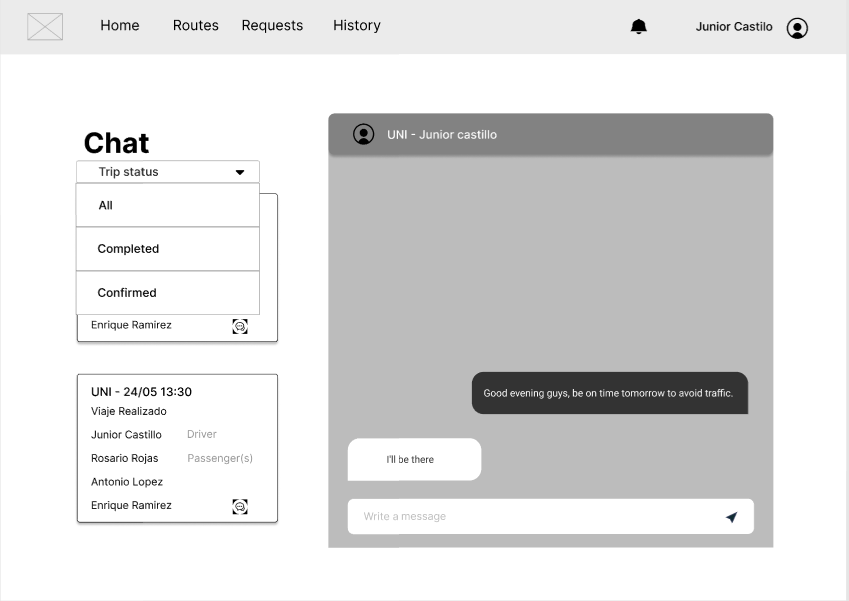 Home Routes Requests History Junior Castilo
Chat
Trip status
All
Completed
Confirmed
Enrique Ramirez
UNI - 24/05 13:30
Viaje Realizado
Junior Castillo Driver
Rosario Rojas Passenger(s)
Antonio Lopez
Enrique Ramirez
UNI - Junior castillo
Good evening guys, be on time tomorrow to avoid traffic.
I'll be there
Write a message